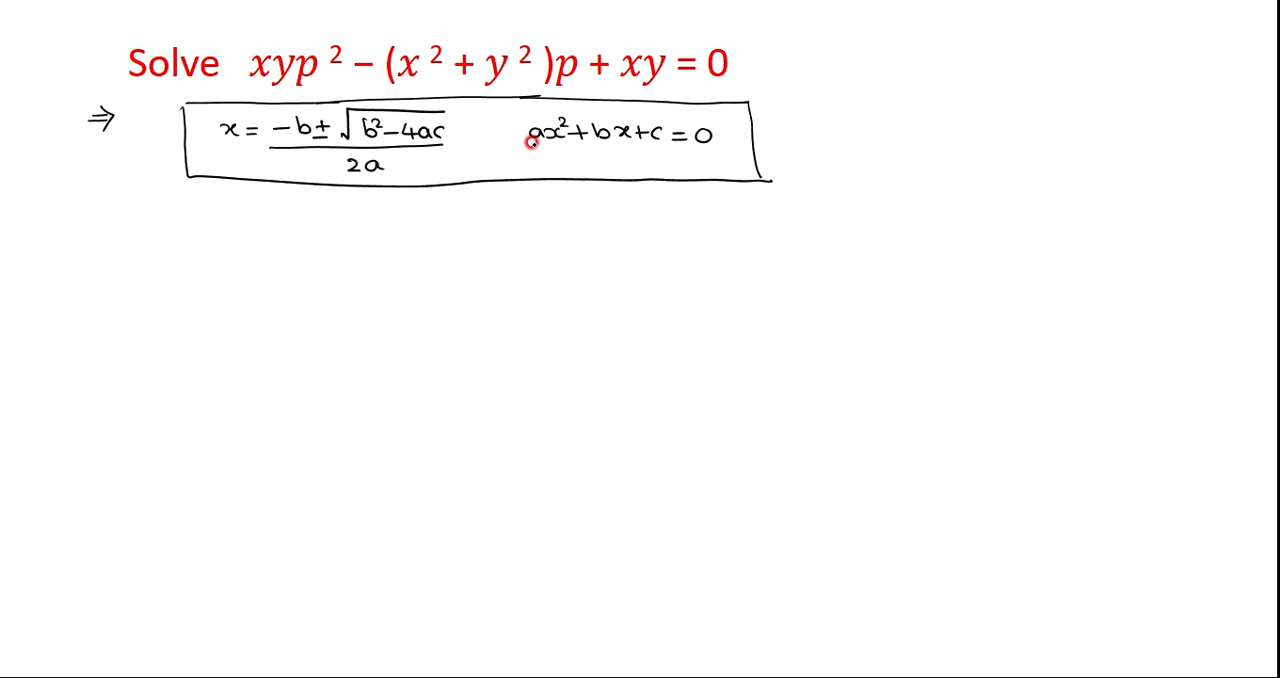 Solve xyp² − (x² + y²)p + xy = 0
⇒ x = (−b ± √(b²−4ac)) / 2a ax² + bx + c = 0